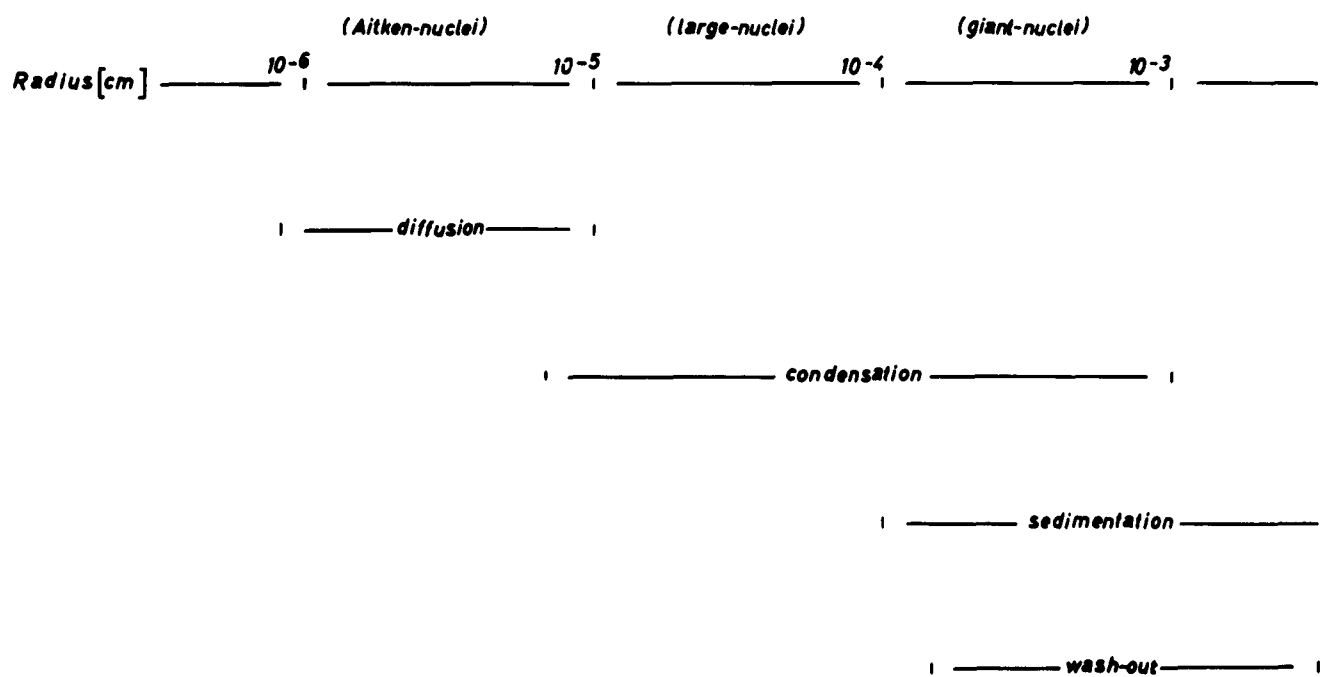 (Aitken-nuclei) (large-nuclei) (giant-nuclei)
Radius[cm] 10-6 10-5 10-4 10-3
diffusion
condensation
sedimentation
wash-out